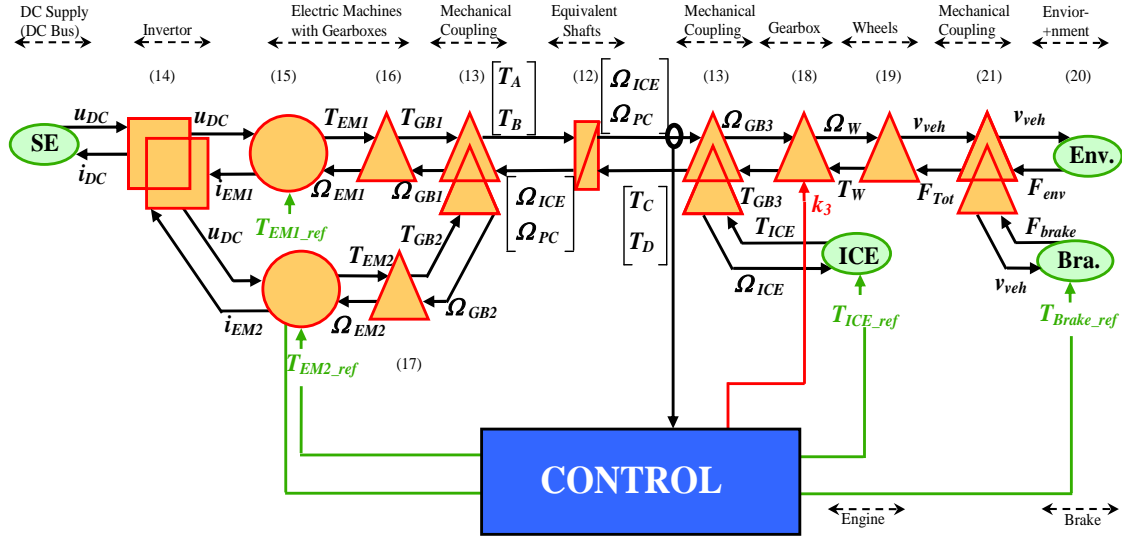 DC Supply
(DC Bus)
Invertor
Electric Machines
with Gearboxes
Mechanical
Coupling
Equivalent
Shafts
Mechanical
Coupling
Gearbox
Wheels
Mechanical
Coupling
Envior-
+nment
(14)
(15)
(16)
(13)
(12)
(13)
(18)
(19)
(21)
(20)
SE
u_DC
i_DC
u_DC
i_EM1
T_EM1
Ω_EM1
T_GB1
Ω_GB1
T_A
T_B
Ω_ICE
Ω_PC
Ω_ICE
Ω_PC
T_C
T_D
Ω_GB3
T_GB3
Ω_W
T_W
v_veh
F_Tot
v_veh
F_env
Env.
T_EM1_ref
u_DC
i_EM2
T_EM2
Ω_EM2
T_GB2
Ω_GB2
T_EM2_ref
(17)
k_3
T_ICE
Ω_ICE
ICE
T_ICE_ref
F_brake
v_veh
Bra.
T_Brake_ref
CONTROL
Engine
Brake